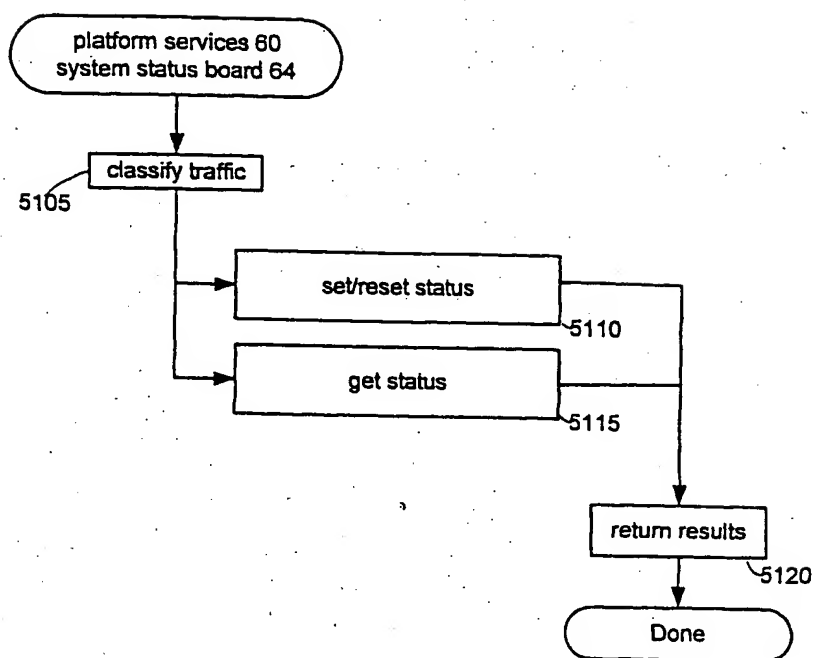 platform services 60
system status board 64
classify traffic
5105
set/reset status
5110
get status
5115
return results
5120
Done